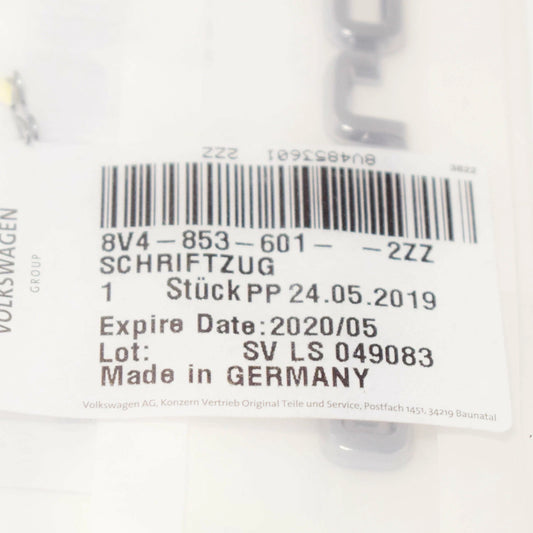 8V4853601 2ZZ
3822
8V4-853-601- -2ZZ
SCHRIFTZUG
1 Stück PP 24.05.2019
Expire Date:2020/05
Lot: SV LS 049083
Made in GERMANY
Volkswagen AG, Konzern Vertrieb Original Teile und Service, Postfach 1451, 34219 Baunatal
VOLKSWAGEN
GROUP